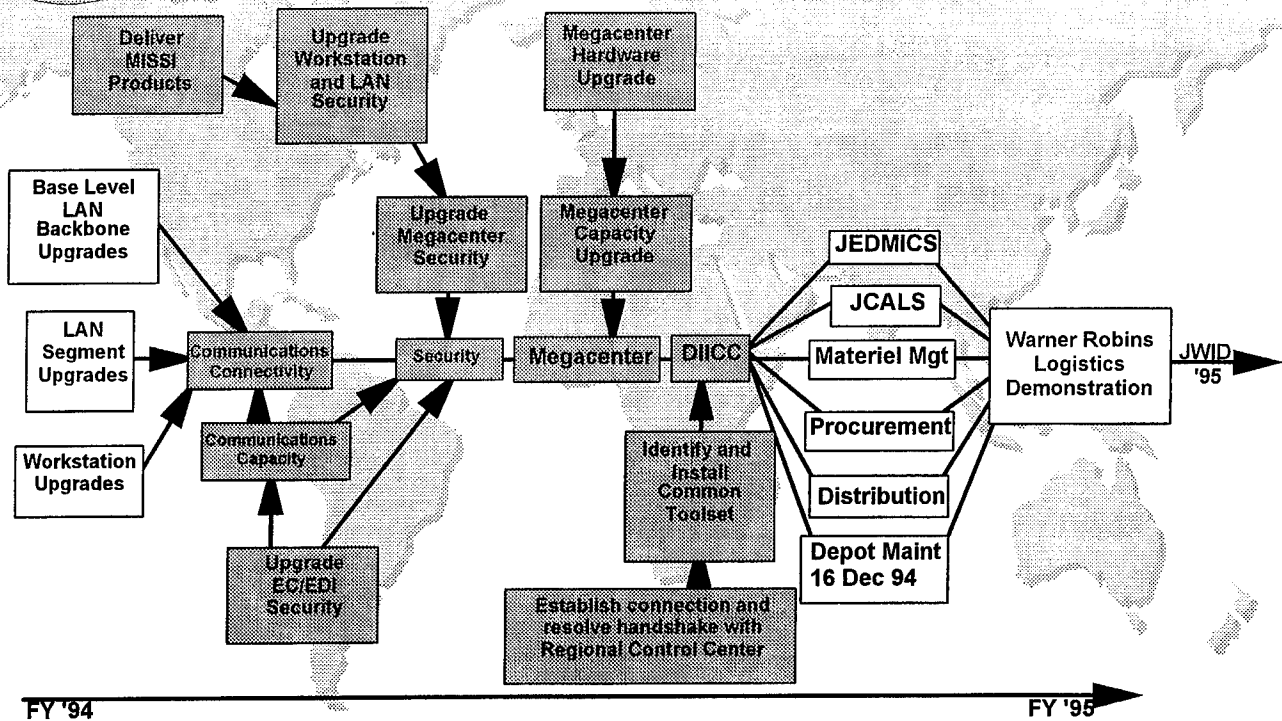 Deliver
MISSI
Products
Upgrade
Workstation
and LAN
Security
Megacenter
Hardware
Upgrade
Base Level
LAN
Backbone
Upgrades
Upgrade
Megacenter
Security
Megacenter
Capacity
Upgrade
LAN
Segment
Upgrades
Communications
Connectivity
Security
Megacenter
DIICC
JEDMICS
JCALS
Materiel Mgt
Procurement
Distribution
Depot Maint
16 Dec 94
Warner Robins
Logistics
Demonstration
JWID
'95
Workstation
Upgrades
Communications
Capacity
Identify and
Install
Common
Toolset
Upgrade
EC/EDI
Security
Establish connection and
resolve handshake with
Regional Control Center
FY '94
FY '95